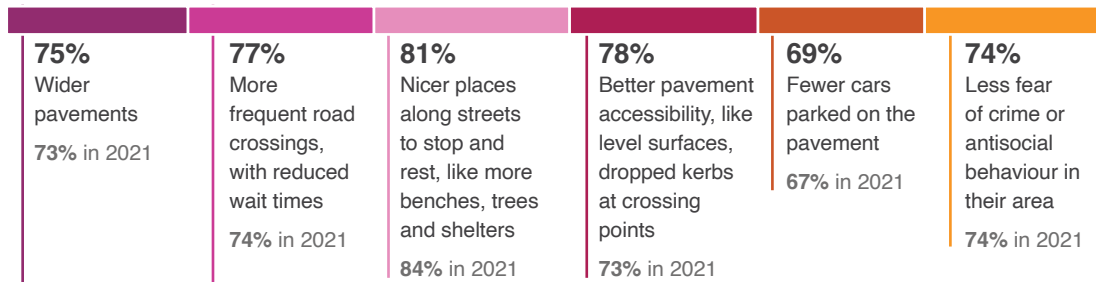 75%
Wider
pavements
73% in 2021
77%
More
frequent road
crossings,
with reduced
wait times
74% in 2021
81%
Nicer places
along streets
to stop and
rest, like more
benches, trees
and shelters
84% in 2021
78%
Better pavement
accessibility, like
level surfaces,
dropped kerbs
at crossing
points
73% in 2021
69%
Fewer cars
parked on the
pavement
67% in 2021
74%
Less fear
of crime or
antisocial
behaviour in
their area
74% in 2021